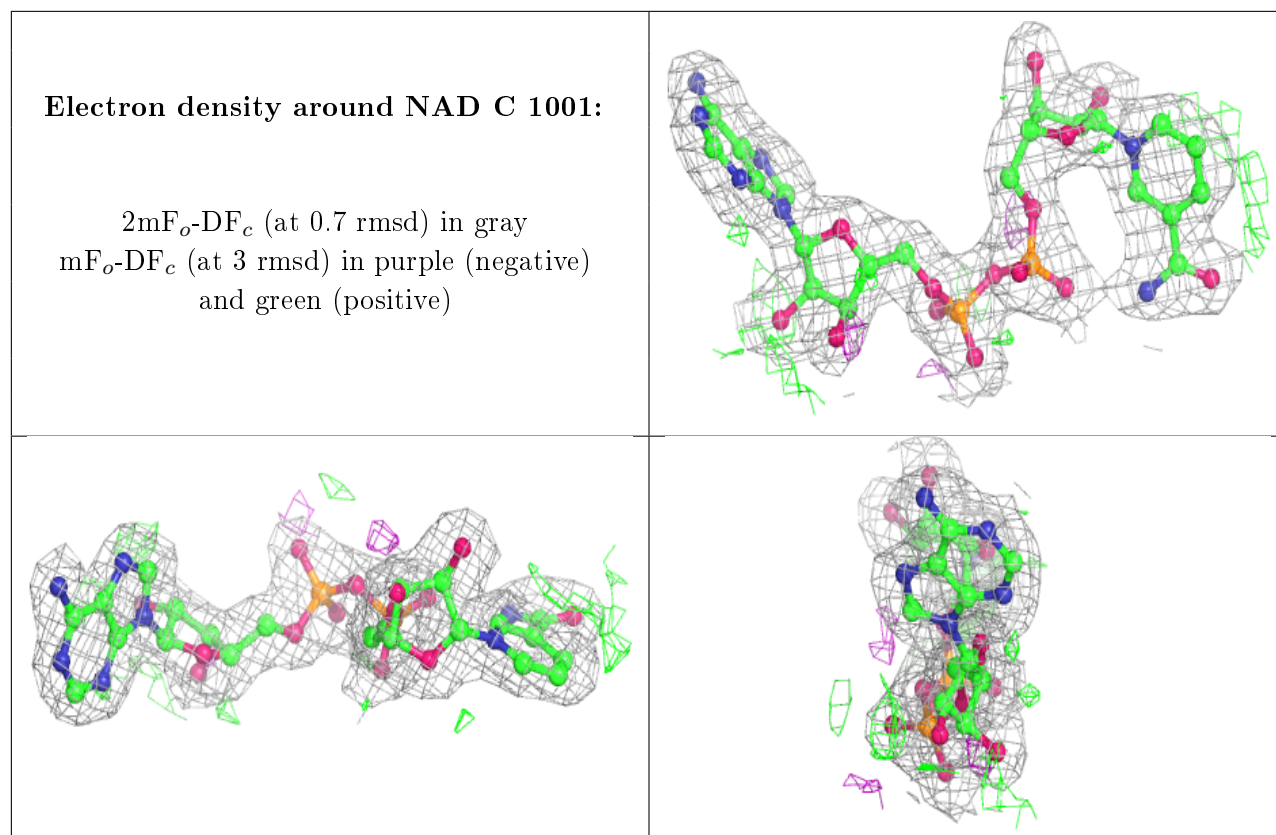 Electron density around NAD C 1001:
2mFo-DFc (at 0.7 rmsd) in gray
mFo-DFc (at 3 rmsd) in purple (negative)
and green (positive)